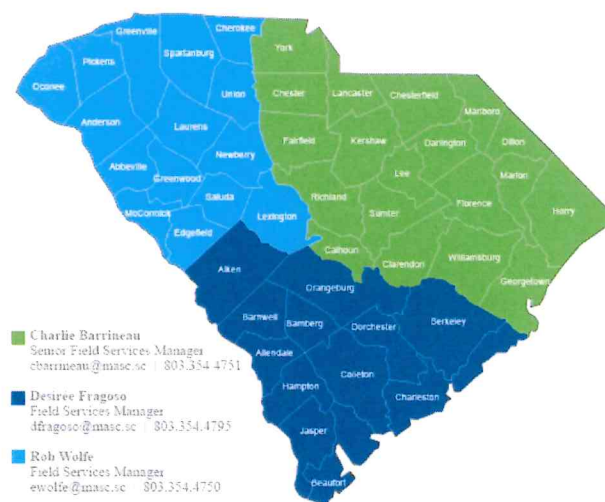 Cherokee
Greenville
Spartanburg
York
Pickens
Oconee
Union
Chester
Lancaster
Chesterfield
Marlboro
Anderson
Laurens
Dillon
Fairfield
Kershaw
Darlington
Newberry
Marion
Abbeville
Greenwood
Lee
Saluda
Richland
Florence
McCormick
Lexington
Sumter
Horry
Edgefield
Calhoun
Williamsburg
Clarendon
Aiken
Georgetown
Orangeburg
Barnwell
Bamberg
Dorchester
Berkeley
Allendale
Colleton
Hampton
Charleston
Jasper
Beaufort
Charlie Barrineau
Senior Field Services Manager
cbarrineau@masc.sc | 803.354.4751
Desirée Fragoso
Field Services Manager
dfragoso@masc.sc | 803.354.4795
Rob Wolfe
Field Services Manager
ewolfe@masc.sc | 803.354.4750